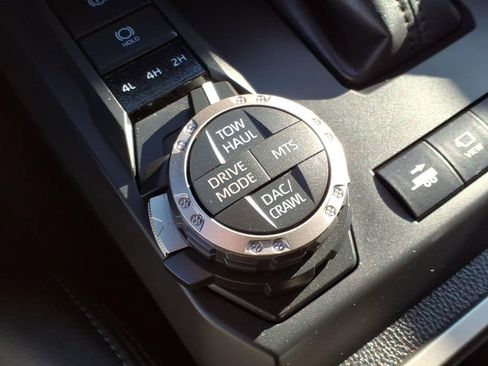 HOLD
4L 4H 2H
TOW
HAUL
MTS
DRIVE
MODE
DAC/
CRAWL
VIEW